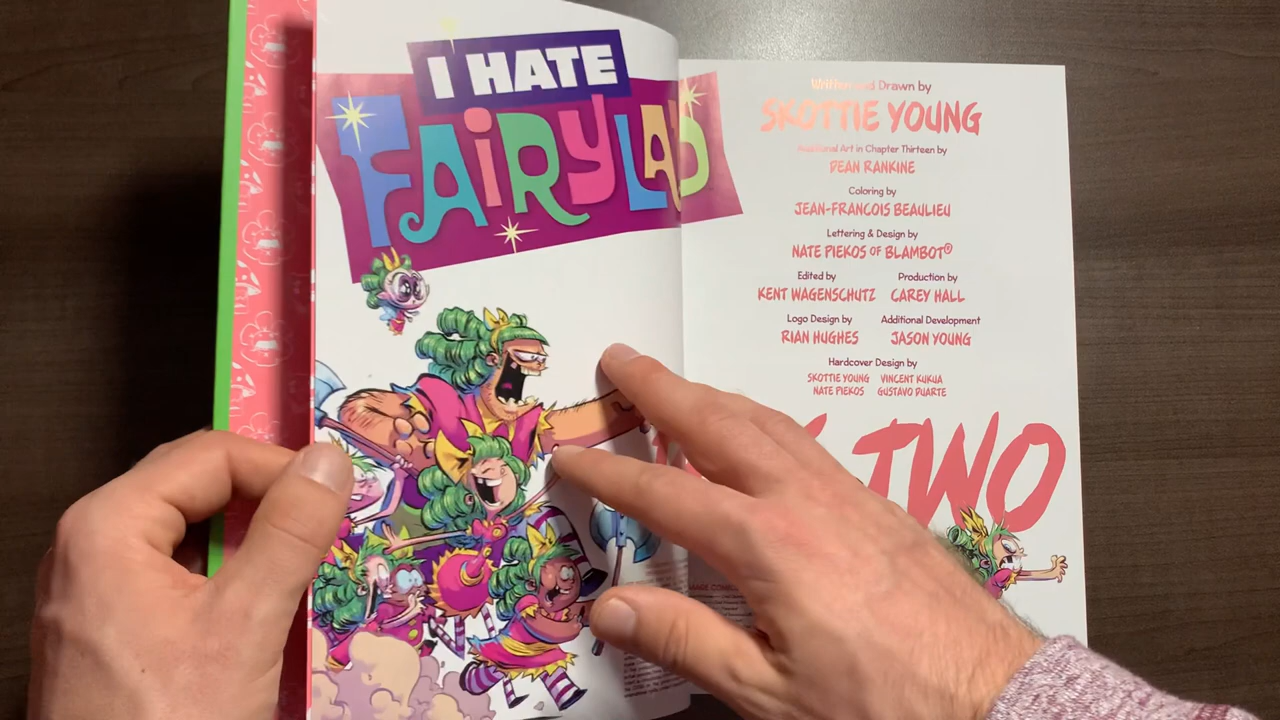 I HATE
FAIRYLAD
Written and Drawn by
SKOTTIE YOUNG
Additional Art in Chapter Thirteen by
DEAN RANKINE
Coloring by
JEAN-FRANCOIS BEAULIEU
Lettering & Design by
NATE PIEKOS OF BLAMBOT®
Edited by
KENT WAGENSCHUTZ
Production by
CAREY HALL
Logo Design by
RIAN HUGHES
Additional Development
JASON YOUNG
Hardcover Design by
SKOTTIE YOUNG VINCENT KUKUA
NATE PIEKOS GUSTAVO DUARTE
TWO